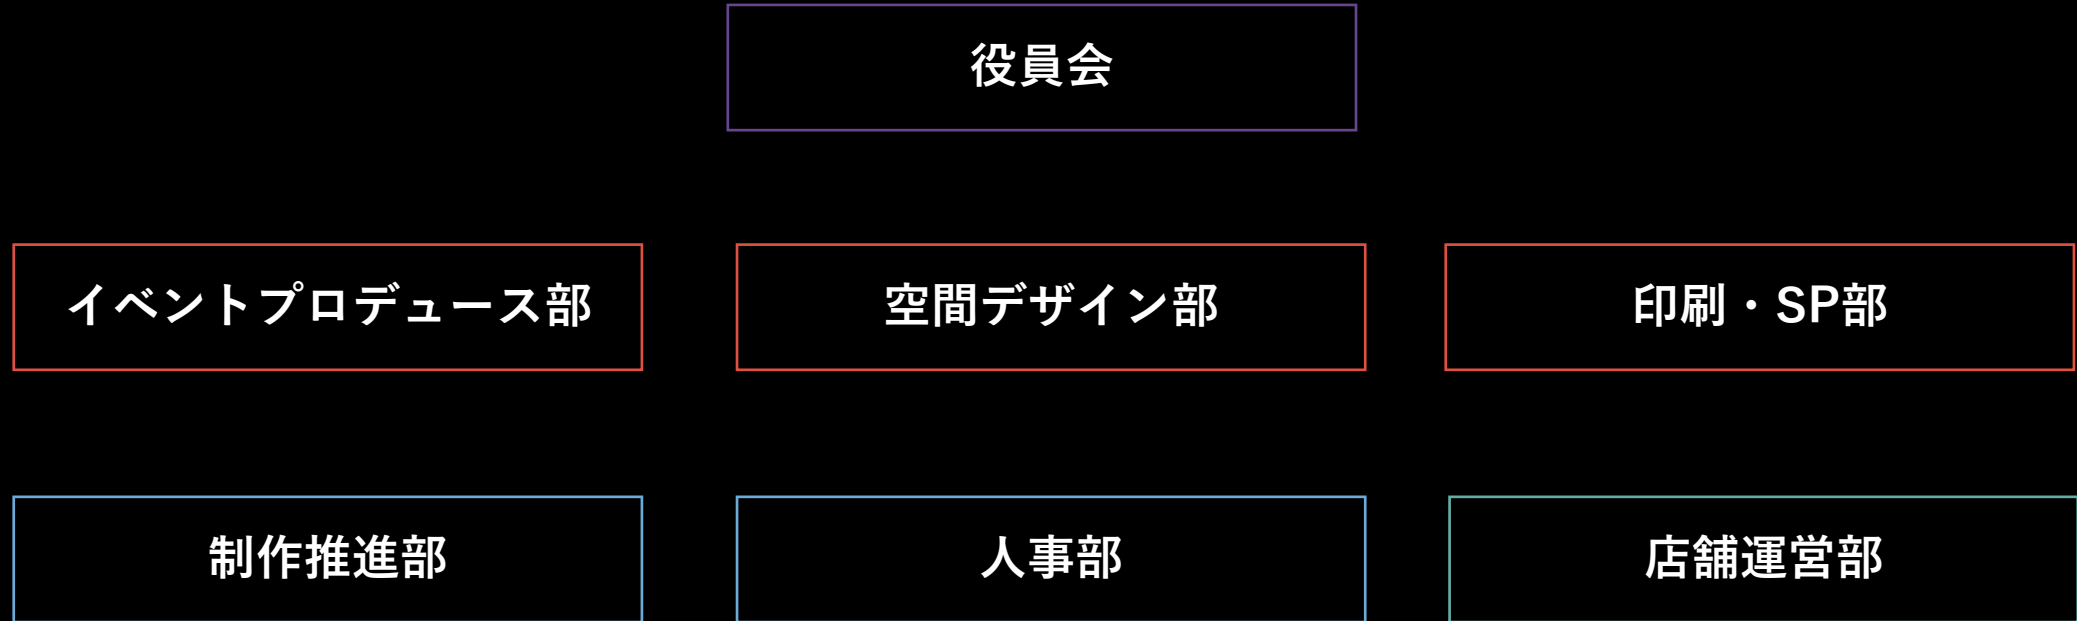 役員会
イベントプロデュース部
空間デザイン部
印刷・SP部
制作推進部
人事部
店舗運営部